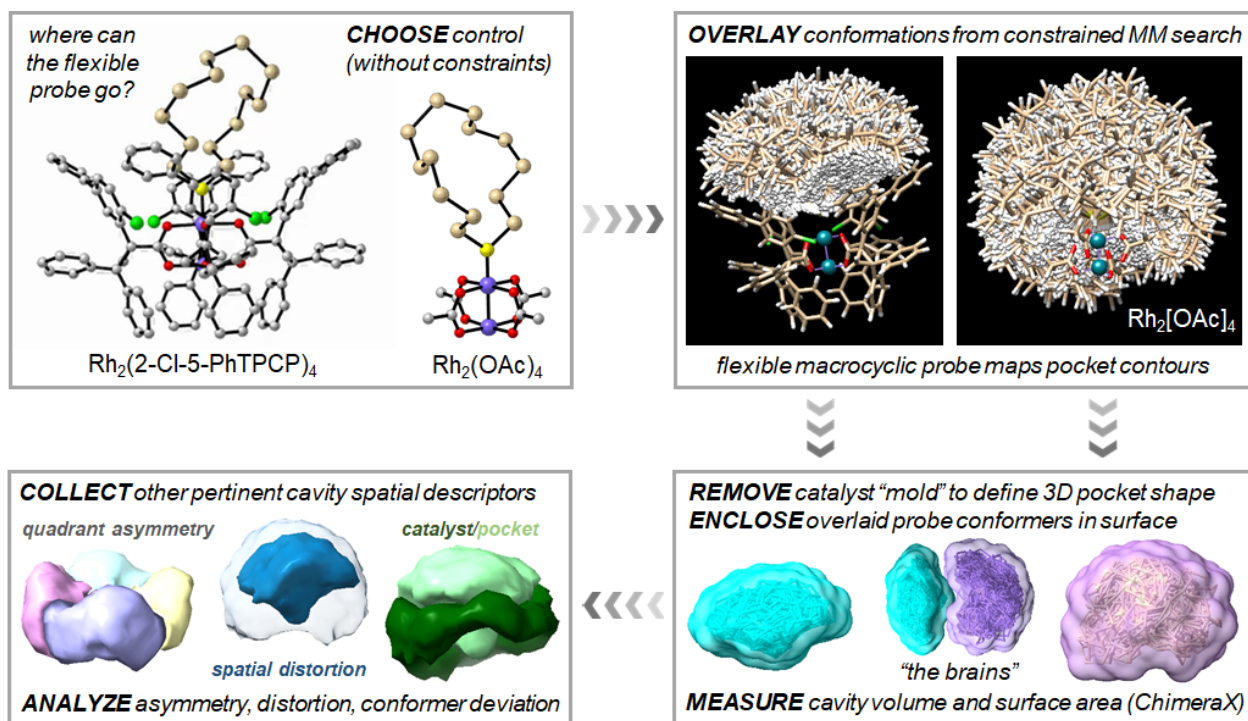 where can
the flexible
probe go?
CHOOSE control
(without constraints)
Rh2(2-Cl-5-PhTPCP)4
Rh2(OAc)4
OVERLAY conformations from constrained MM search
Rh2[OAc]4
flexible macrocyclic probe maps pocket contours
REMOVE catalyst “mold” to define 3D pocket shape
ENCLOSE overlaid probe conformers in surface
“the brains”
MEASURE cavity volume and surface area (ChimeraX)
COLLECT other pertinent cavity spatial descriptors
quadrant asymmetry
catalyst/pocket
spatial distortion
ANALYZE asymmetry, distortion, conformer deviation